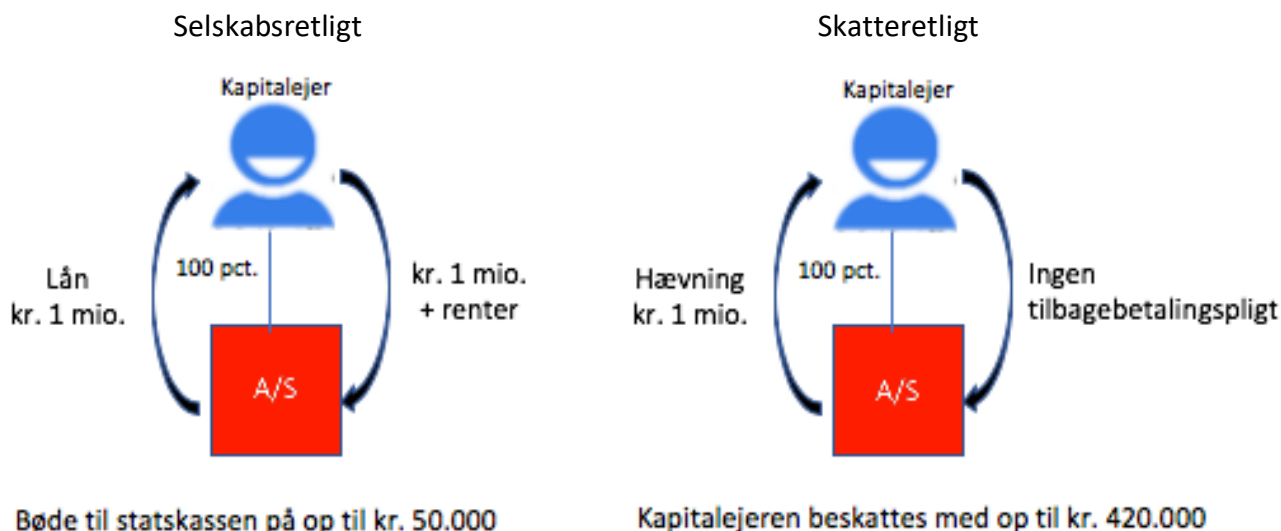 Selskabsretligt
Kapitalejer
Lån
kr. 1 mio.
100 pct.
kr. 1 mio.
+ renter
A/S
Bøde til statskassen på op til kr. 50.000
Skatteretligt
Kapitalejer
Hævning
kr. 1 mio.
100 pct.
Ingen
tilbagebetalingspligt
A/S
Kapitalejeren beskattes med op til kr. 420.000